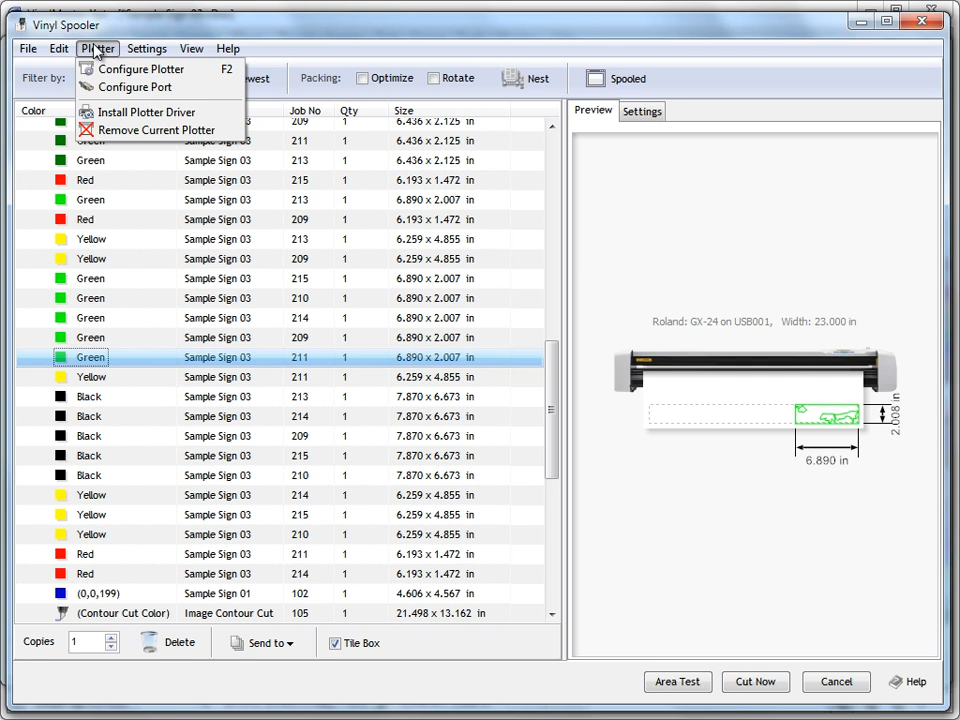 Vinyl Spooler
File Edit Plotter Settings View Help
Filter by: west Packing: Optimize Rotate Nest Spooled
Configure Plotter F2
Configure Port
Install Plotter Driver
Remove Current Plotter
Color Job No Qty Size
Preview Settings
209 1 6.436 x 2.125 in
Green Sample Sign 03 211 1 6.436 x 2.125 in
Green Sample Sign 03 213 1 6.436 x 2.125 in
Red Sample Sign 03 215 1 6.193 x 1.472 in
Green Sample Sign 03 213 1 6.890 x 2.007 in
Red Sample Sign 03 209 1 6.193 x 1.472 in
Yellow Sample Sign 03 213 1 6.259 x 4.855 in
Yellow Sample Sign 03 209 1 6.259 x 4.855 in
Green Sample Sign 03 215 1 6.890 x 2.007 in
Green Sample Sign 03 210 1 6.890 x 2.007 in
Green Sample Sign 03 214 1 6.890 x 2.007 in
Green Sample Sign 03 209 1 6.890 x 2.007 in
Green Sample Sign 03 211 1 6.890 x 2.007 in
Yellow Sample Sign 03 211 1 6.259 x 4.855 in
Black Sample Sign 03 213 1 7.870 x 6.673 in
Black Sample Sign 03 214 1 7.870 x 6.673 in
Black Sample Sign 03 209 1 7.870 x 6.673 in
Black Sample Sign 03 215 1 7.870 x 6.673 in
Black Sample Sign 03 210 1 7.870 x 6.673 in
Yellow Sample Sign 03 214 1 6.259 x 4.855 in
Yellow Sample Sign 03 215 1 6.259 x 4.855 in
Yellow Sample Sign 03 210 1 6.259 x 4.855 in
Red Sample Sign 03 211 1 6.193 x 1.472 in
Red Sample Sign 03 214 1 6.193 x 1.472 in
(0,0,199) Sample Sign 01 102 1 4.606 x 4.567 in
(Contour Cut Color) Image Contour Cut 105 1 21.498 x 13.162 in
Roland: GX-24 on USB001, Width: 23.000 in
2.008 in
6.890 in
Copies 1 Delete Send to Tile Box
Area Test Cut Now Cancel Help